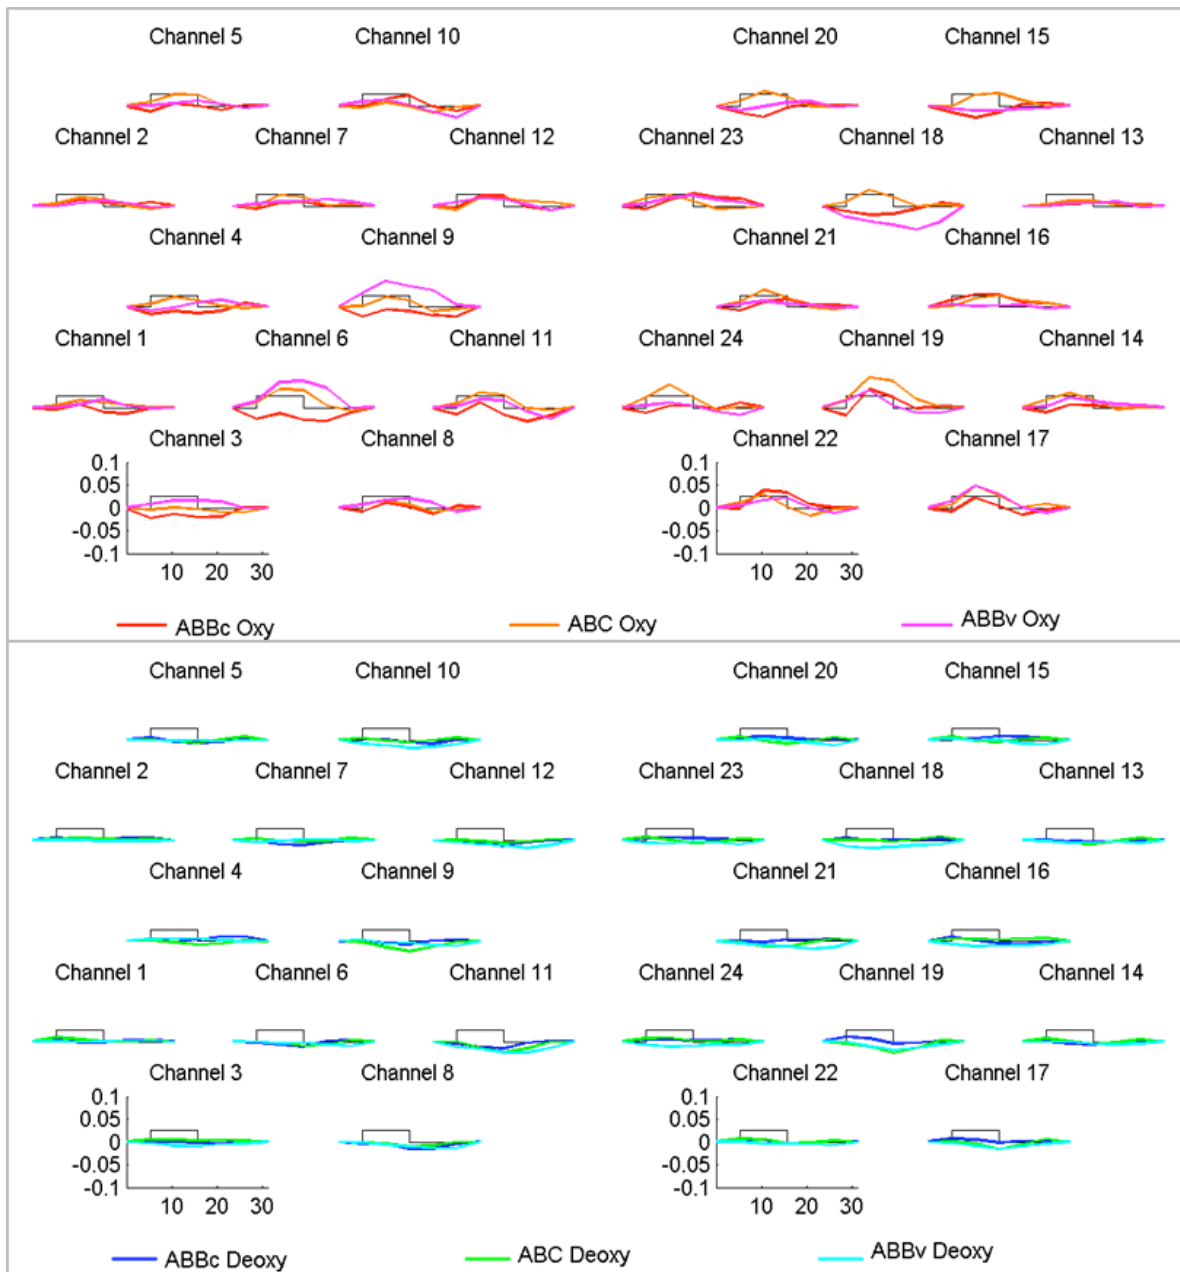 Channel 5 Channel 10 Channel 20 Channel 15
Channel 2 Channel 7 Channel 12 Channel 23 Channel 18 Channel 13
Channel 4 Channel 9 Channel 21 Channel 16
Channel 1 Channel 6 Channel 11 Channel 24 Channel 19 Channel 14
Channel 3 Channel 8 Channel 22 Channel 17
0.1 0.1
0.05 0.05
0 0
-0.05 -0.05
-0.1 -0.1
10 20 30 10 20 30
ABBc Oxy ABC Oxy ABBv Oxy
Channel 5 Channel 10 Channel 20 Channel 15
Channel 2 Channel 7 Channel 12 Channel 23 Channel 18 Channel 13
Channel 4 Channel 9 Channel 21 Channel 16
Channel 1 Channel 6 Channel 11 Channel 24 Channel 19 Channel 14
Channel 3 Channel 8 Channel 22 Channel 17
0.1 0.1
0.05 0.05
0 0
-0.05 -0.05
-0.1 -0.1
10 20 30 10 20 30
ABBc Deoxy ABC Deoxy ABBv Deoxy